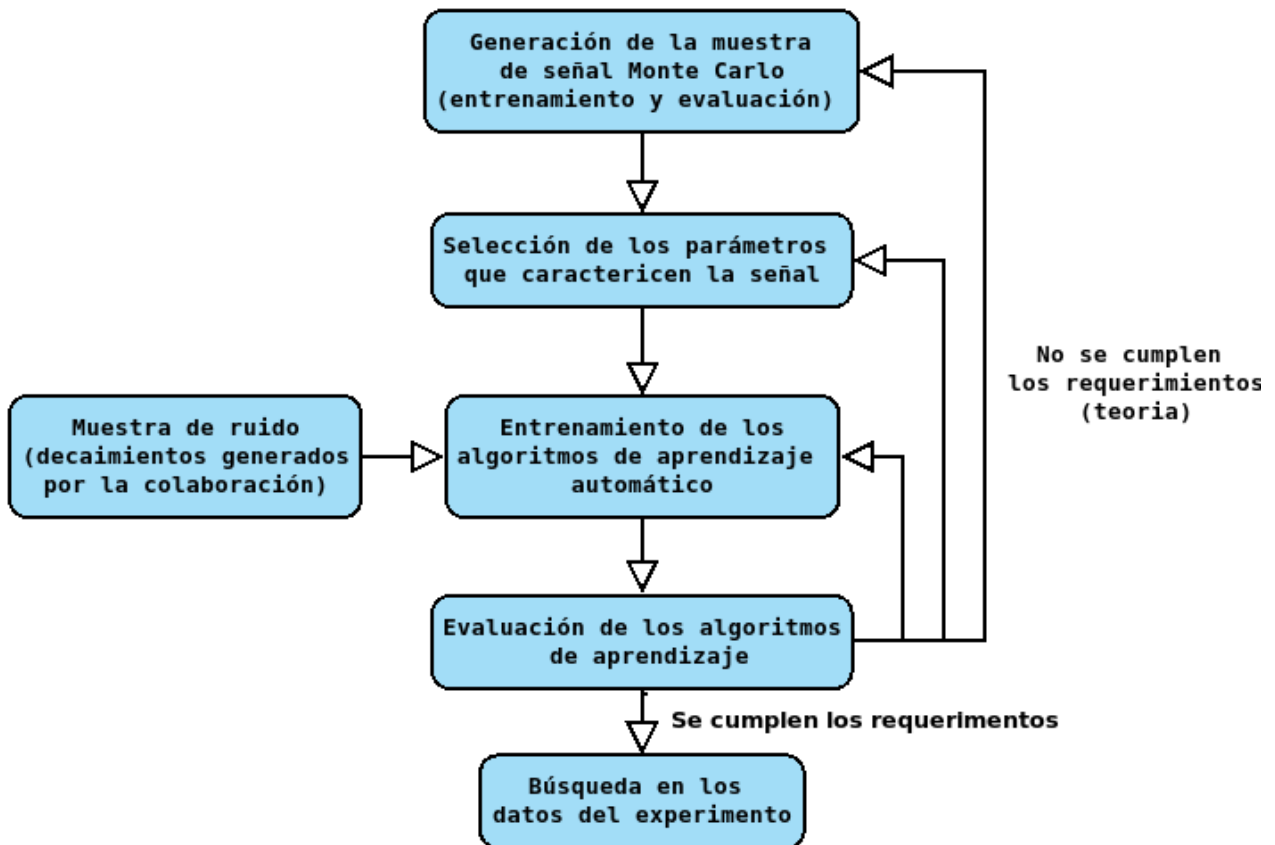 Generación de la muestra
de señal Monte Carlo
(entrenamiento y evaluación)
Selección de los parámetros
que caractericen la señal
No se cumplen
los requerimientos
(teoria)
Muestra de ruido
(decaimientos generados
por la colaboración)
Entrenamiento de los
algoritmos de aprendizaje
automático
Evaluación de los algoritmos
de aprendizaje
Se cumplen los requerimentos
Búsqueda en los
datos del experimento